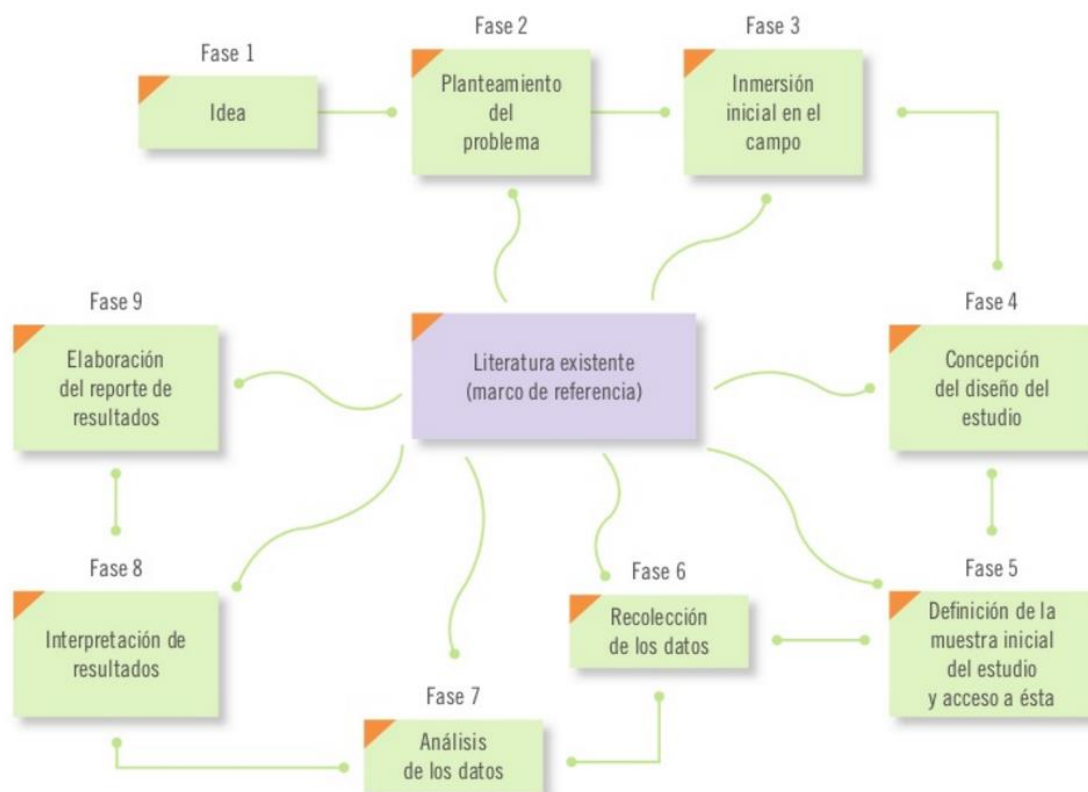 Fase 1
Idea
Fase 2
Planteamiento
del
problema
Fase 3
Inmersión
inicial en el
campo
Fase 4
Concepción
del diseño del
estudio
Fase 5
Definición de la
muestra inicial
del estudio
y acceso a ésta
Fase 6
Recolección
de los datos
Fase 7
Análisis
de los datos
Fase 8
Interpretación de
resultados
Fase 9
Elaboración
del reporte de
resultados
Literatura existente
(marco de referencia)